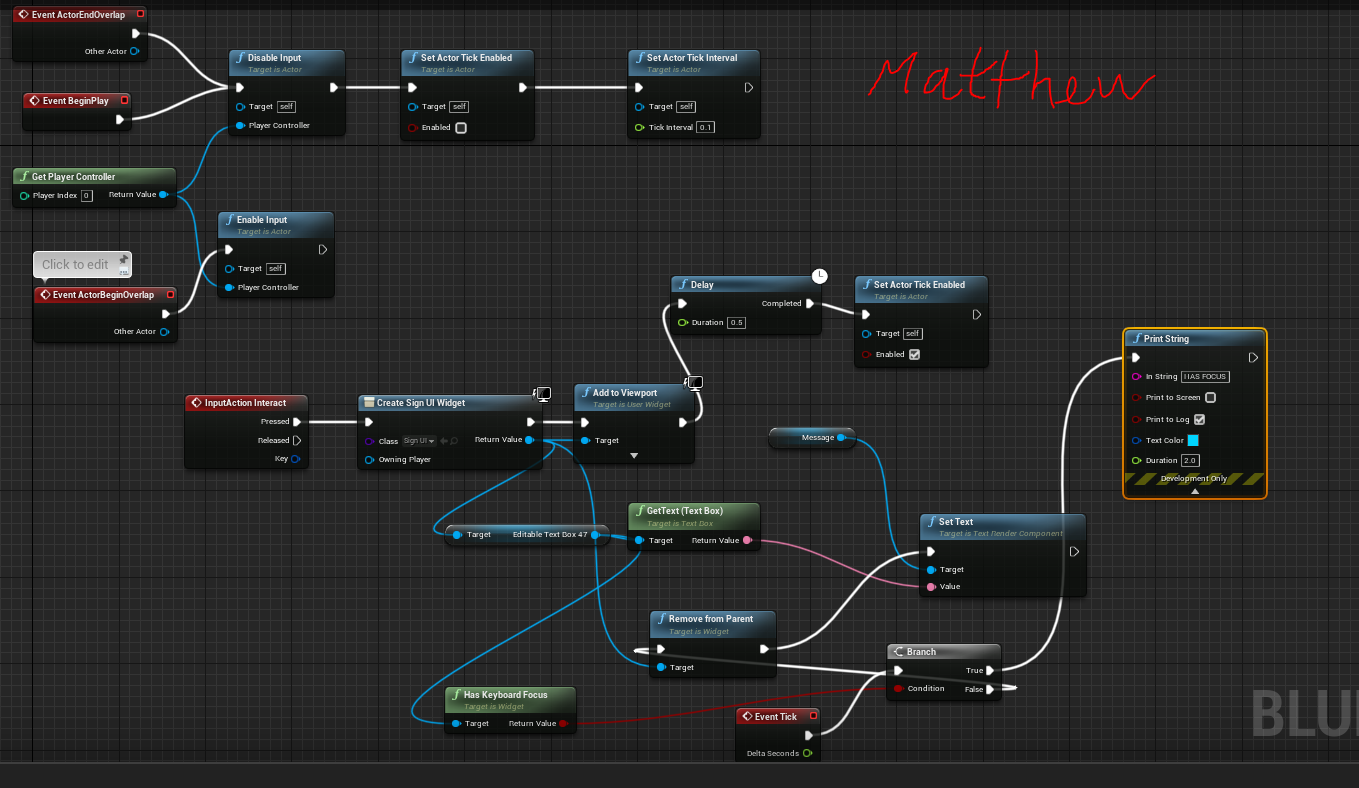 Event ActorEndOverlap
Other Actor
Event BeginPlay
Disable Input
Target is Actor
Target self
Player Controller
Set Actor Tick Enabled
Target is Actor
Target self
Enabled
Set Actor Tick Interval
Target is Actor
Target self
Tick Interval 0.1
Matthew
Get Player Controller
Player Index 0 Return Value
Enable Input
Target is Actor
Target self
Player Controller
Click to edit
Event ActorBeginOverlap
Other Actor
Delay
Completed
Duration 0.5
Set Actor Tick Enabled
Target is Actor
Target self
Enabled
Print String
In String HAS FOCUS
Print to Screen
Print to Log
Text Color
Duration 2.0
Development Only
InputAction Interact
Pressed
Released
Key
Create Sign UI Widget
Class Sign UI
Return Value
Owning Player
Add to Viewport
Target is User Widget
Target
Message
Target Editable Text Box 47
GetText (Text Box)
Target is Text Box
Target Return Value
Set Text
Target is Text Render Component
Target
Value
Remove from Parent
Target is Widget
Target
Branch
True
Condition False
Has Keyboard Focus
Target is Widget
Target Return Value
Event Tick
Delta Seconds
BLU